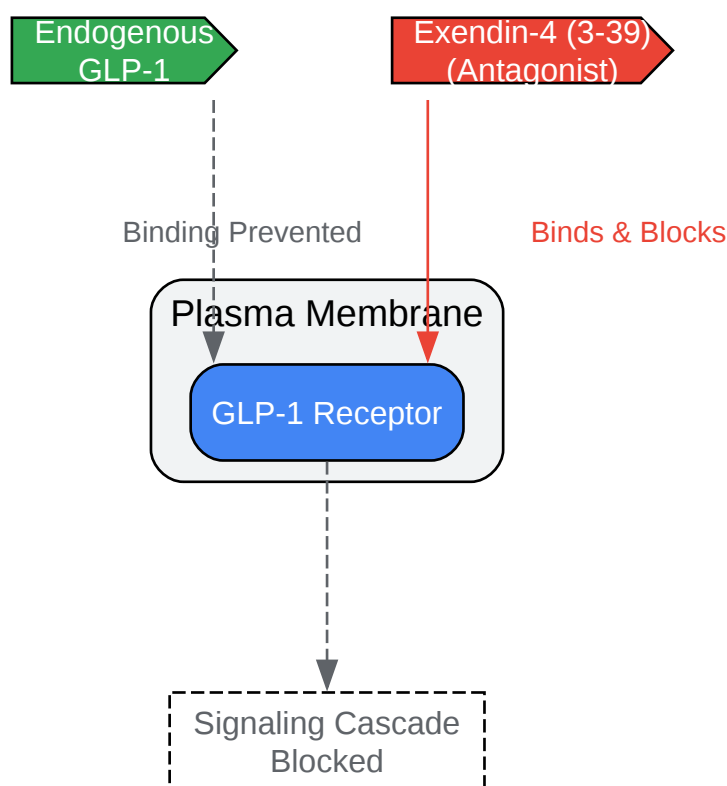 Endogenous
GLP-1
Exendin-4 (3-39)
(Antagonist)
Binding Prevented
Binds & Blocks
Plasma Membrane
GLP-1 Receptor
Signaling Cascade
Blocked